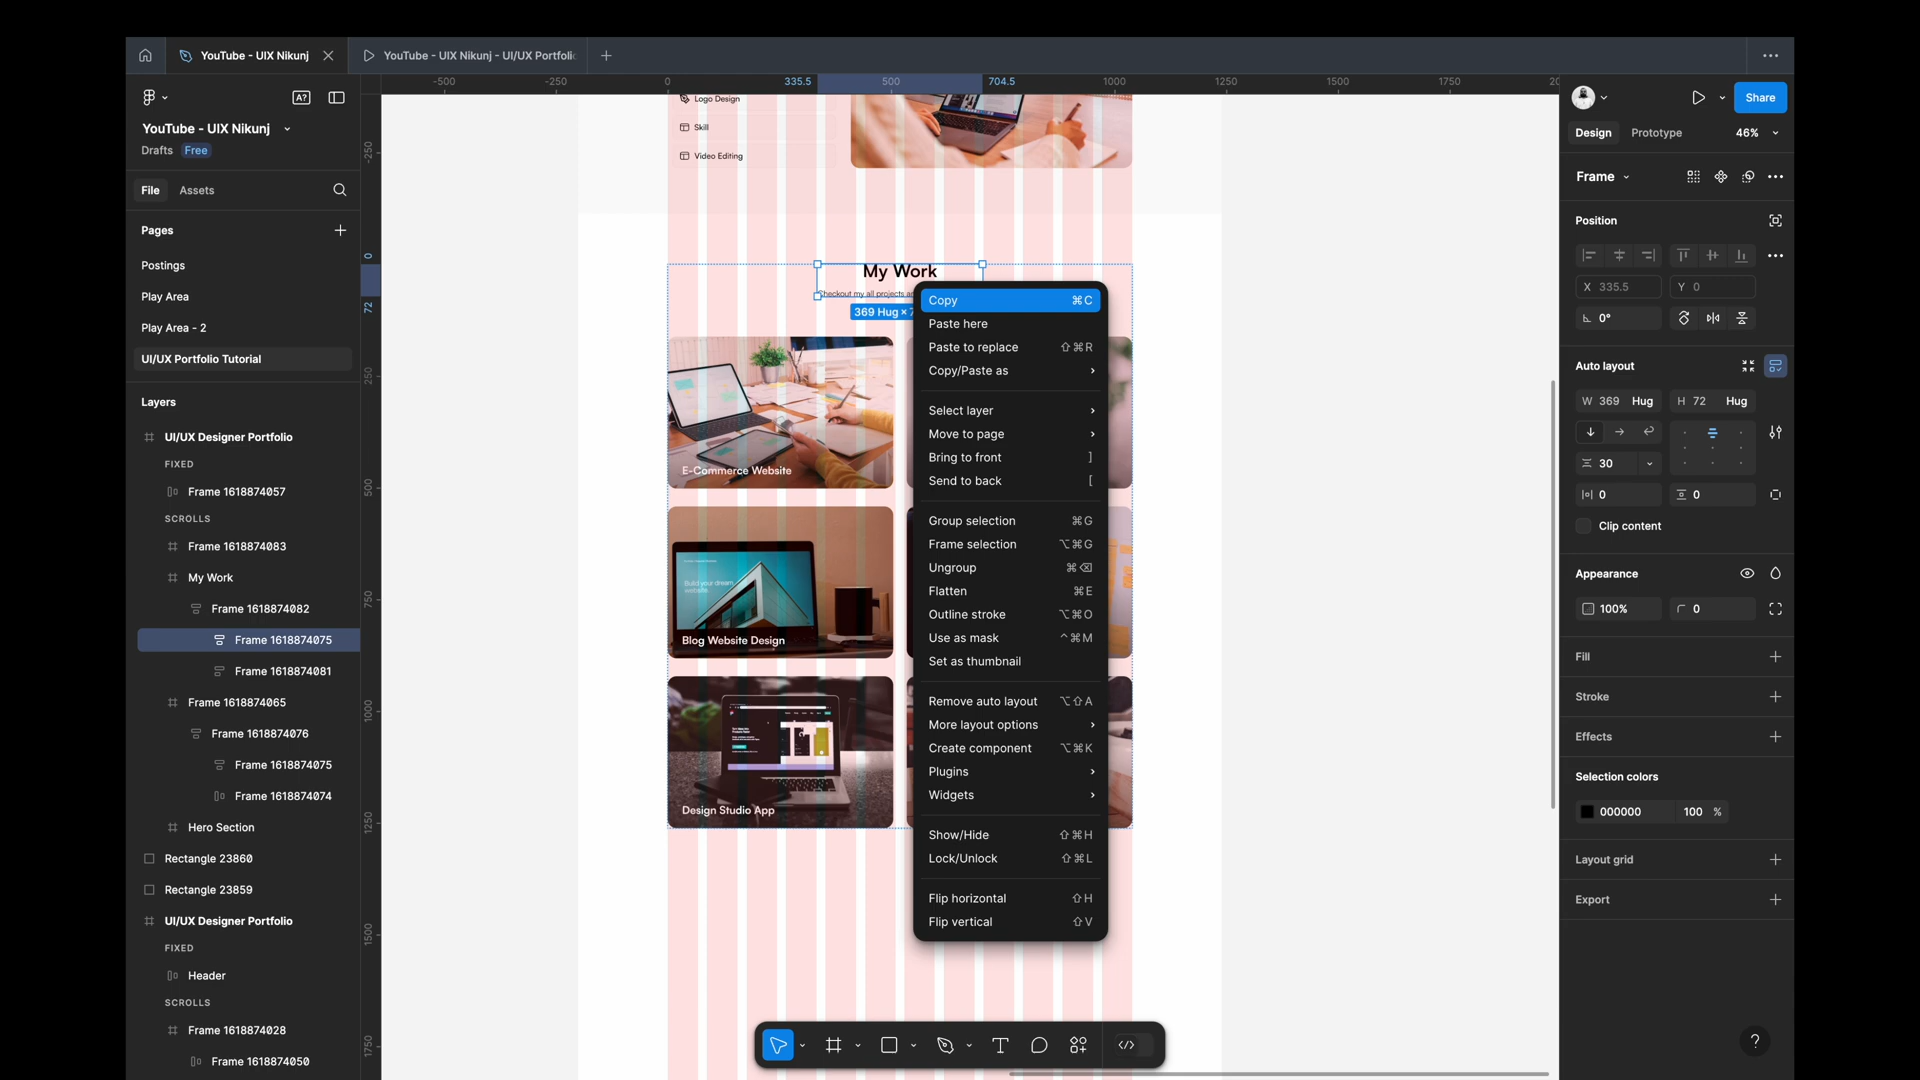 YouTube - UIX Nikunj
YouTube - UIX Nikunj - UI/UX Portfolio
YouTube - UIX Nikunj
Drafts Free
File Assets
Pages
Postings
Play Area
Play Area - 2
UI/UX Portfolio Tutorial
Layers
UI/UX Designer Portfolio
FIXED
Frame 1618874057
SCROLLS
Frame 1618874083
My Work
Frame 1618874082
Frame 1618874075
Frame 1618874081
Frame 1618874065
Frame 1618874076
Frame 1618874075
Frame 1618874074
Hero Section
Rectangle 23860
Rectangle 23859
UI/UX Designer Portfolio
FIXED
Header
SCROLLS
Frame 1618874028
Frame 1618874050
-500 -250 0 335.5 500 704.5 1000 1250 1500 1750 20
-250
0
72
250
500
750
1000
1250
1500
1750
Logo Design
Skill
Video Editing
My Work
Checkout my all projects
369 Hug ×
E-Commerce Website
Build your dream website
Blog Website Design
Design Studio App
Copy ⌘C
Paste here
Paste to replace ⇧⌘R
Copy/Paste as
Select layer
Move to page
Bring to front ]
Send to back [
Group selection ⌘G
Frame selection ⌥⌘G
Ungroup ⌘⌫
Flatten ⌘E
Outline stroke ⌥⌘O
Use as mask ^⌘M
Set as thumbnail
Remove auto layout ⌥⇧A
More layout options
Create component ⌥⌘K
Plugins
Widgets
Show/Hide ⇧⌘H
Lock/Unlock ⇧⌘L
Flip horizontal ⇧H
Flip vertical ⇧V
Share
Design Prototype 46%
Frame
Position
X 335.5 Y 0
0°
Auto layout
W 369 Hug H 72 Hug
30
0 0
Clip content
Appearance
100% 0
Fill
Stroke
Effects
Selection colors
000000 100 %
Layout grid
Export
?